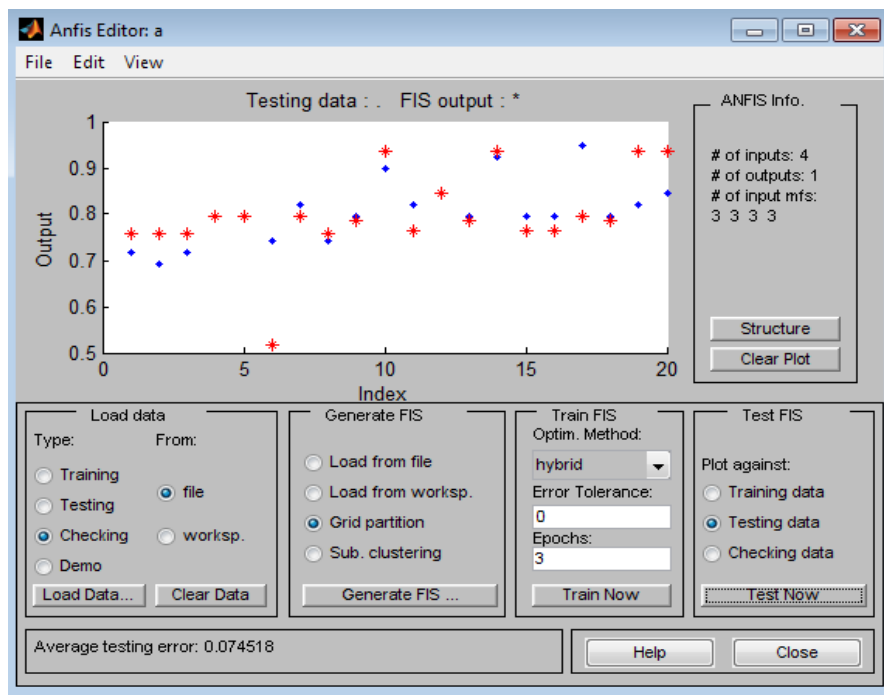 Anfis Editor: a
File Edit View
Testing data : . FIS output : *
1
0.9
0.8
0.7
0.6
0.5
Output
0 5 10 15 20
Index
ANFIS Info.
# of inputs: 4
# of outputs: 1
# of input mfs:
3 3 3 3
Structure
Clear Plot
Load data
Type: From:
Training
Testing
Checking
Demo
file
worksp.
Load Data... Clear Data
Generate FIS
Load from file
Load from worksp.
Grid partition
Sub. clustering
Generate FIS ...
Train FIS
Optim. Method:
hybrid
Error Tolerance:
0
Epochs:
3
Train Now
Test FIS
Plot against:
Training data
Testing data
Checking data
Test Now
Average testing error: 0.074518
Help Close